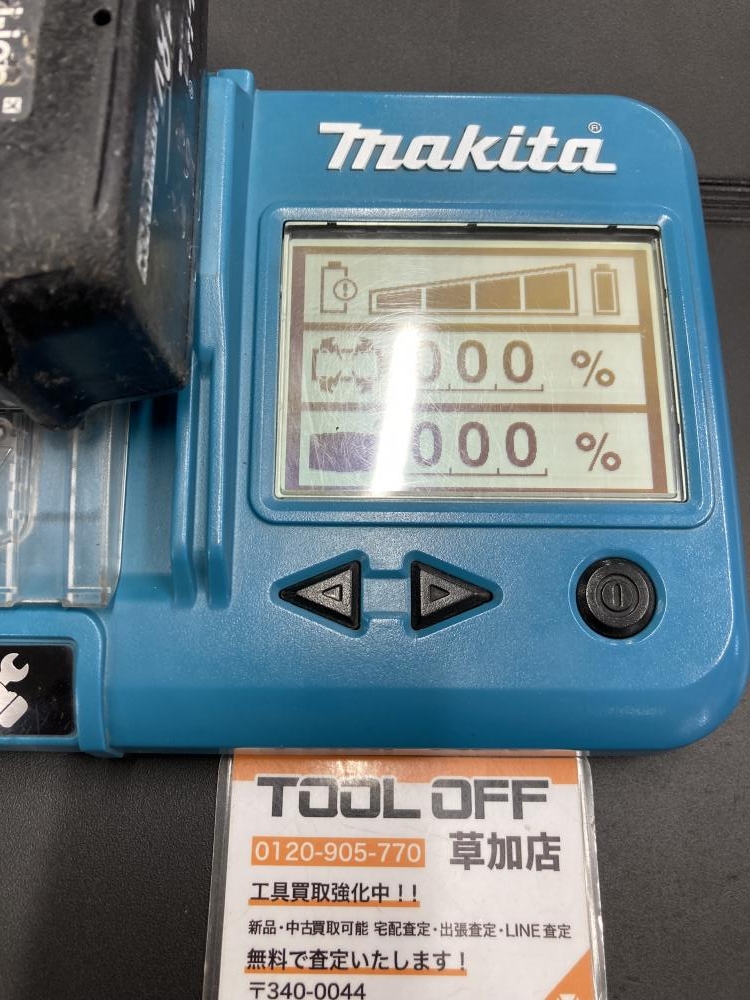 Li-ion
makita®
000 %
000 %
TOOL OFF
0120-905-770 草加店
工具買取強化中!!
新品・中古買取可能 宅配査定・出張査定・LINE査定
無料で査定いたします!
〒340-0044